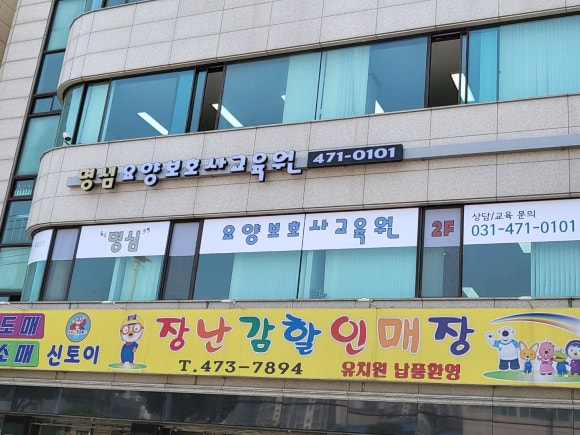 명심 요양보호사교육원 471-0101
명심 요양보호사교육원 2F 상담/교육 문의
031-471-0101
도매
소매 신토이 장난감할인매장
T.473-7894 유치원 납품환영